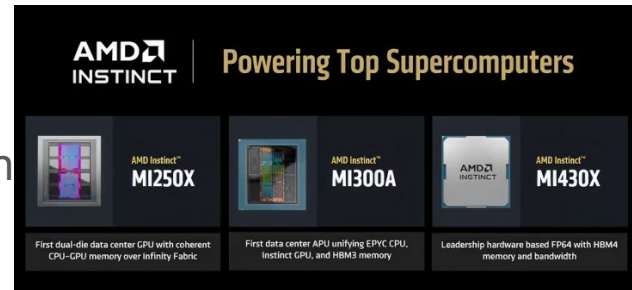 AMD
INSTINCT
Powering Top Supercomputers
n
AMD Instinct™
MI250X
First dual-die data center GPU with coherent
CPU-GPU memory over Infinity Fabric
AMD Instinct™
MI300A
First data center APU unifying EPYC CPU,
Instinct GPU, and HBM3 memory
AMD
INSTINCT
AMD Instinct™
MI430X
Leadership hardware based FP64 with HBM4
memory and bandwidth